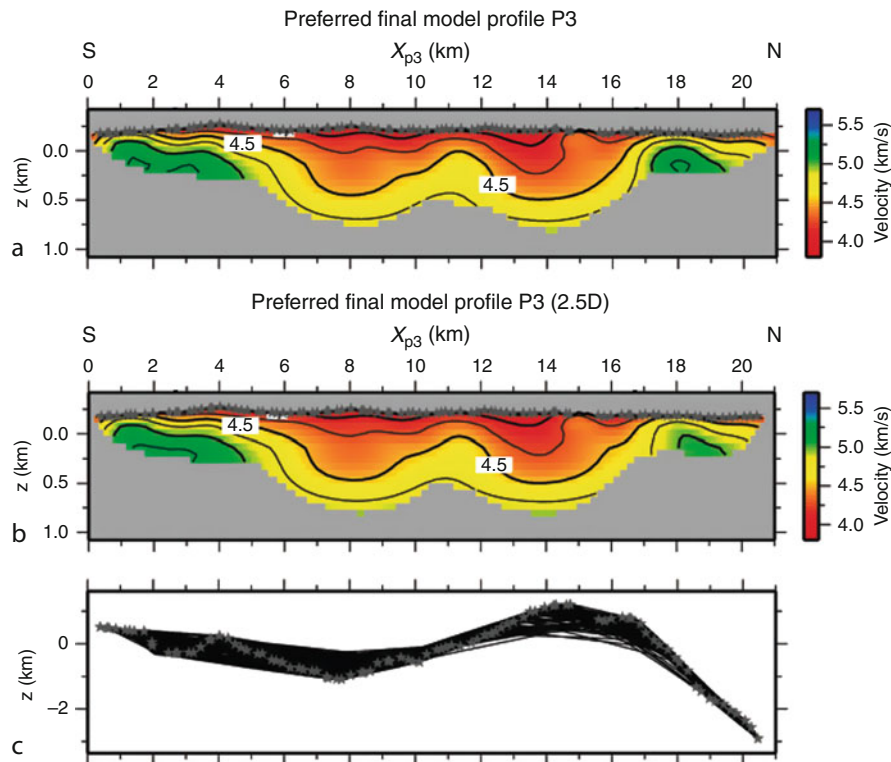 Preferred final model profile P3
S Xp3 (km) N
0 2 4 6 8 10 12 14 16 18 20
4.5
4.5
0.0
0.5
1.0
z (km)
5.5
5.0
4.5
4.0
Velocity (km/s)
a
Preferred final model profile P3 (2.5D)
S Xp3 (km) N
0 2 4 6 8 10 12 14 16 18 20
4.5
4.5
0.0
0.5
1.0
z (km)
5.5
5.0
4.5
4.0
Velocity (km/s)
b
0
−2
z (km)
c